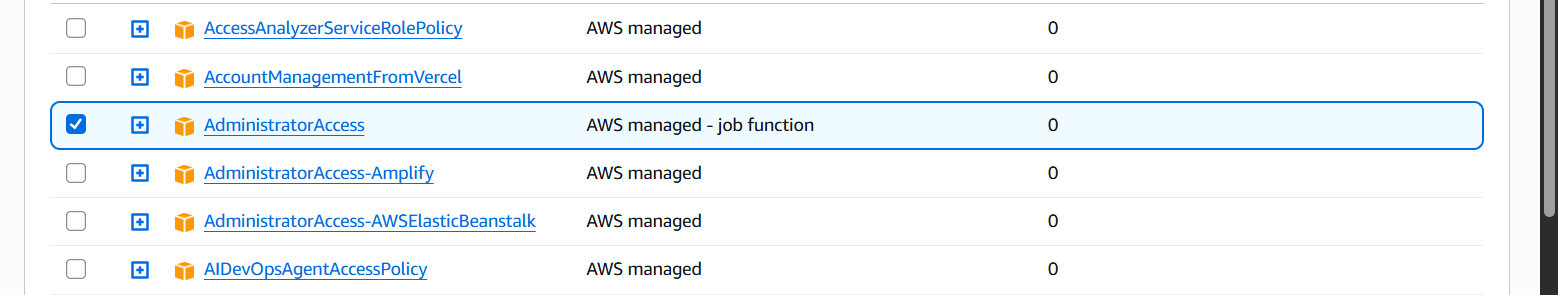 AccessAnalyzerServiceRolePolicy AWS managed 0
AccountManagementFromVercel AWS managed 0
AdministratorAccess AWS managed - job function 0
AdministratorAccess-Amplify AWS managed 0
AdministratorAccess-AWSElasticBeanstalk AWS managed 0
AIDevOpsAgentAccessPolicy AWS managed 0